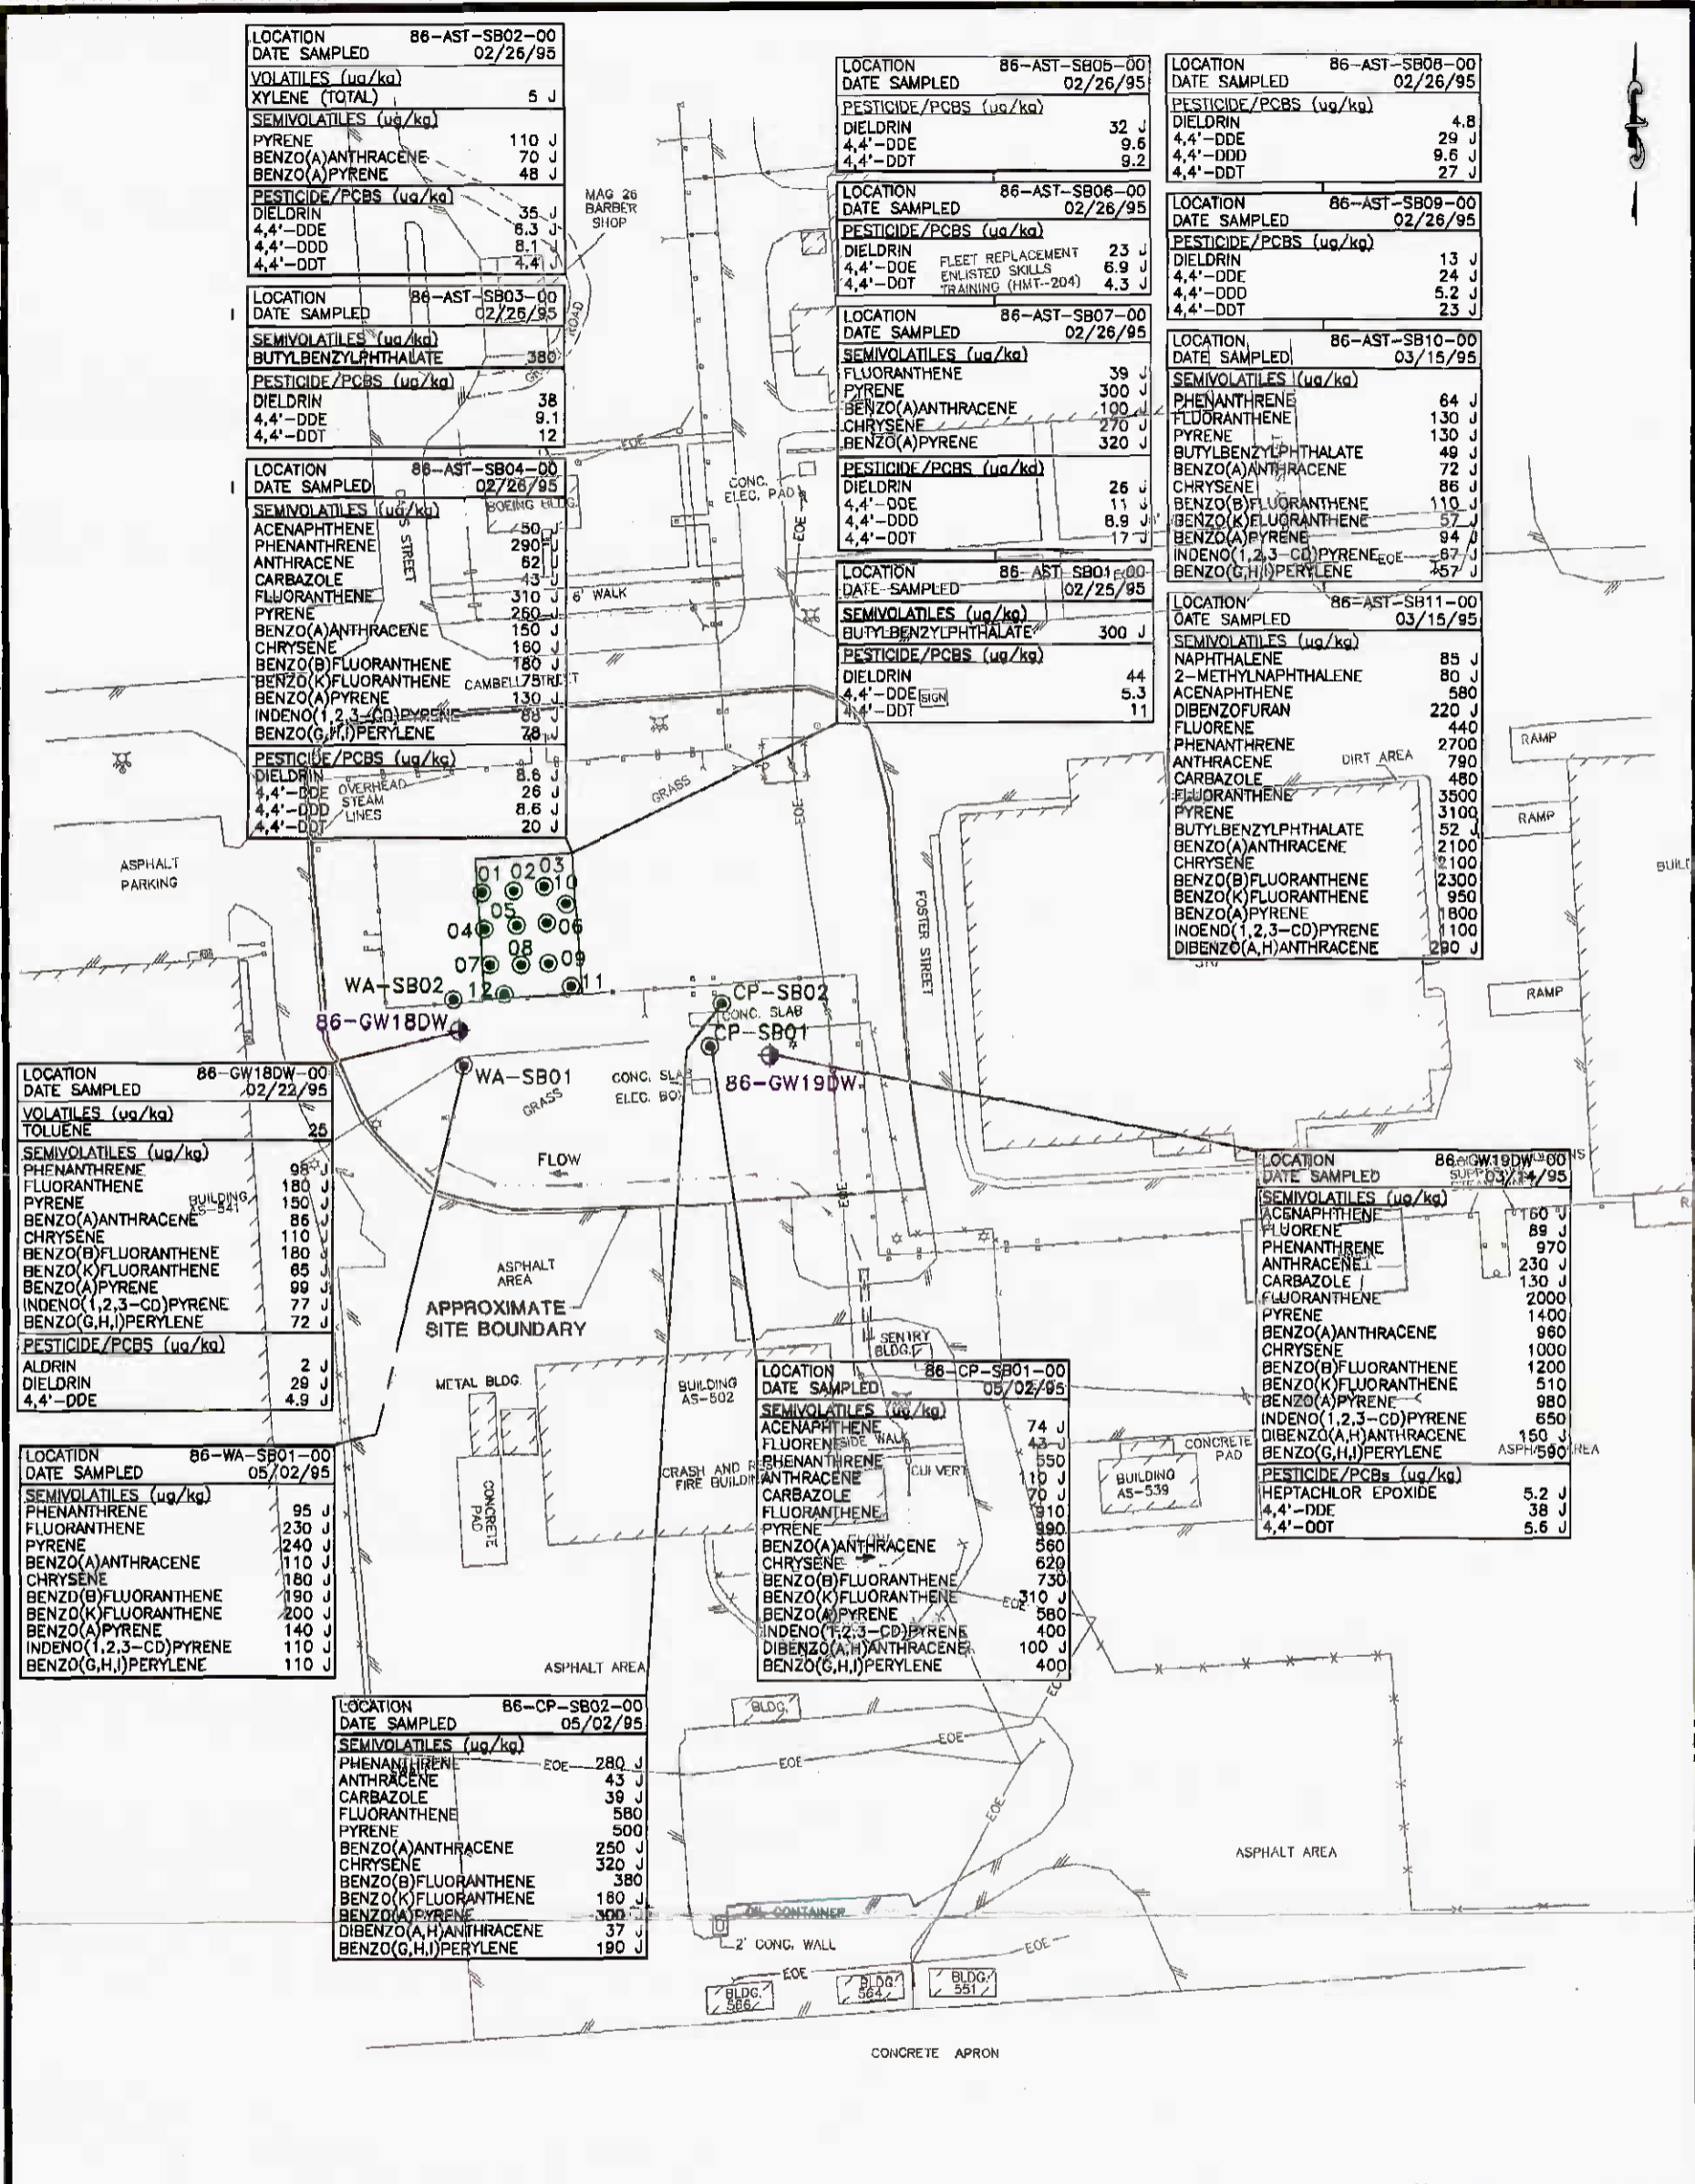 LOCATION 86-AST-SB02-00
DATE SAMPLED 02/26/95
VOLATILES (ug/kg)
XYLENE (TOTAL) 5 J
SEMIVOLATILES (ug/kg)
PYRENE 110 J
BENZO(A)ANTHRACENE 70 J
BENZO(A)PYRENE 48 J
PESTICIDE/PCBS (ug/kg)
DIELDRIN 35 J
4,4'-DDE 6.3 J
4,4'-DDD 8.1 J
4,4'-DDT 4.4 J
LOCATION 86-AST-SB03-00
DATE SAMPLED 02/26/95
SEMIVOLATILES (ug/kg)
BUTYLBENZYLPHTHALATE 380
PESTICIDE/PCBS (ug/kg)
DIELDRIN 38
4,4'-DDE 9.1
4,4'-DDT 12
LOCATION 86-AST-SB04-00
DATE SAMPLED 02/26/95
SEMIVOLATILES (ug/kg)
ACENAPHTHENE 50 J
PHENANTHRENE 290 J
ANTHRACENE 62 J
CARBAZOLE 43 J
FLUORANTHENE 310 J
PYRENE 260 J
BENZO(A)ANTHRACENE 150 J
CHRYSENE 160 J
BENZO(B)FLUORANTHENE 180 J
BENZO(K)FLUORANTHENE 75
BENZO(A)PYRENE 130 J
INDENO(1,2,3-CD)PYRENE 88 J
BENZO(G,H,I)PERYLENE 78 J
PESTICIDE/PCBS (ug/kg)
DIELDRIN 8.6 J
4,4'-DDE 26 J
4,4'-DDD 8.6 J
4,4'-DDT 20 J
MAG 26
BARBER
SHOP
ROAD
BOEING BLDG.
STREET
6' WALK
CAMBELL STREET
OVERHEAD
STEAM
LINES
CONC.
ELEC. PAD
EOE
EOE
GRASS
EOE
LOCATION 86-AST-SB05-00
DATE SAMPLED 02/26/95
PESTICIDE/PCBS (ug/kg)
DIELDRIN 32 J
4,4'-DDE 9.6
4,4'-DDT 9.2
LOCATION 86-AST-SB06-00
DATE SAMPLED 02/26/95
PESTICIDE/PCBS (ug/kg)
DIELDRIN 23 J
4,4'-DDE 6.9 J
4,4'-DDT 4.3 J
FLEET REPLACEMENT
ENLISTED SKILLS
TRAINING (HMT-204)
LOCATION 86-AST-SB07-00
DATE SAMPLED 02/26/95
SEMIVOLATILES (ug/kg)
FLUORANTHENE 39 J
PYRENE 300 J
BENZO(A)ANTHRACENE 100 J
CHRYSENE 270 J
BENZO(A)PYRENE 320 J
PESTICIDE/PCBS (ug/kg)
DIELDRIN 26 J
4,4'-DDE 11 J
4,4'-DDD 8.9 J
4,4'-DDT 17 J
LOCATION 86-AST-SB01-00
DATE SAMPLED 02/25/95
SEMIVOLATILES (ug/kg)
BUTYLBENZYLPHTHALATE 300 J
PESTICIDE/PCBS (ug/kg)
DIELDRIN 44
4,4'-DDE 5.3
4,4'-DDT 11
SIGN
LOCATION 86-AST-SB08-00
DATE SAMPLED 02/26/95
PESTICIDE/PCBS (ug/kg)
DIELDRIN 4.8
4,4'-DDE 29 J
4,4'-DDD 9.6 J
4,4'-DDT 27 J
LOCATION 86-AST-SB09-00
DATE SAMPLED 02/26/95
PESTICIDE/PCBS (ug/kg)
DIELDRIN 13 J
4,4'-DDE 24 J
4,4'-DDD 5.2 J
4,4'-DDT 23 J
LOCATION 86-AST-SB10-00
DATE SAMPLED 03/15/95
SEMIVOLATILES (ug/kg)
PHENANTHRENE 64 J
FLUORANTHENE 130 J
PYRENE 130 J
BUTYLBENZYLPHTHALATE 49 J
BENZO(A)ANTHRACENE 72 J
CHRYSENE 86 J
BENZO(B)FLUORANTHENE 110 J
BENZO(K)FLUORANTHENE 57 J
BENZO(A)PYRENE 94 J
INDENO(1,2,3-CD)PYRENE 67 J
BENZO(G,H,I)PERYLENE 57 J
EOE
LOCATION 86-AST-SB11-00
DATE SAMPLED 03/15/95
SEMIVOLATILES (ug/kg)
NAPHTHALENE 85 J
2-METHYLNAPHTHALENE 80 J
ACENAPHTHENE 580
DIBENZOFURAN 220 J
FLUORENE 440
PHENANTHRENE 2700
ANTHRACENE 790
CARBAZOLE 480
FLUORANTHENE 3500
PYRENE 3100
BUTYLBENZYLPHTHALATE 52 J
BENZO(A)ANTHRACENE 2100
CHRYSENE 2100
BENZO(B)FLUORANTHENE 2300
BENZO(K)FLUORANTHENE 950
BENZO(A)PYRENE 1800
INDENO(1,2,3-CD)PYRENE 1100
DIBENZO(A,H)ANTHRACENE 290 J
DIRT AREA
RAMP
RAMP
RAMP
ASPHALT
PARKING
01 02 03
10
05
04 06
08
07 09
12 11
WA-SB02
86-GW18DW
WA-SB01
CP-SB02
CONC. SLAB
CP-SB01
86-GW19DW
CONC. SLAB
ELEC. BOX
GRASS
FOSTER STREET
FLOW
EOE
ASPHALT
AREA
APPROXIMATE
SITE BOUNDARY
LOCATION 86-GW18DW-00
DATE SAMPLED 02/22/95
VOLATILES (ug/kg)
TOLUENE 25
SEMIVOLATILES (ug/kg)
PHENANTHRENE 98 J
FLUORANTHENE 180 J
PYRENE 150 J
BENZO(A)ANTHRACENE 86 J
CHRYSENE 110 J
BENZO(B)FLUORANTHENE 180 J
BENZO(K)FLUORANTHENE 65 J
BENZO(A)PYRENE 99 J
INDENO(1,2,3-CD)PYRENE 77 J
BENZO(G,H,I)PERYLENE 72 J
PESTICIDE/PCBS (ug/kg)
ALDRIN 2 J
DIELDRIN 29 J
4,4'-DDE 4.9 J
BUILDING
AS-541
LOCATION 86-WA-SB01-00
DATE SAMPLED 05/02/95
SEMIVOLATILES (ug/kg)
PHENANTHRENE 95 J
FLUORANTHENE 230 J
PYRENE 240 J
BENZO(A)ANTHRACENE 110 J
CHRYSENE 180 J
BENZO(B)FLUORANTHENE 190 J
BENZO(K)FLUORANTHENE 200 J
BENZO(A)PYRENE 140 J
INDENO(1,2,3-CD)PYRENE 110 J
BENZO(G,H,I)PERYLENE 110 J
METAL BLDG.
CONCRETE
PAD
BUILDING
AS-502
CRASH AND
FIRE BUILDING
SENTRY
BLDG.
LOCATION 86-CP-SB01-00
DATE SAMPLED 05/02/95
SEMIVOLATILES (ug/kg)
ACENAPHTHENE 74 J
FLUORENE 43 J
PHENANTHRENE 550
ANTHRACENE 110 J
CARBAZOLE 70 J
FLUORANTHENE 910
PYRENE 990
BENZO(A)ANTHRACENE 560
CHRYSENE 620
BENZO(B)FLUORANTHENE 730
BENZO(K)FLUORANTHENE 310 J
BENZO(A)PYRENE 580
INDENO(1,2,3-CD)PYRENE 400
DIBENZO(A,H)ANTHRACENE 100 J
BENZO(G,H,I)PERYLENE 400
SIDE WALK
CULVERT
FLOW
EOE
LOCATION 86-GW19DW-00
DATE SAMPLED 03/14/95
SEMIVOLATILES (ug/kg)
ACENAPHTHENE 160 J
FLUORENE 89 J
PHENANTHRENE 970
ANTHRACENE 230 J
CARBAZOLE 130 J
FLUORANTHENE 2000
PYRENE 1400
BENZO(A)ANTHRACENE 960
CHRYSENE 1000
BENZO(B)FLUORANTHENE 1200
BENZO(K)FLUORANTHENE 510
BENZO(A)PYRENE 980
INDENO(1,2,3-CD)PYRENE 650
DIBENZO(A,H)ANTHRACENE 150 J
BENZO(G,H,I)PERYLENE 590
PESTICIDE/PCBs (ug/kg)
HEPTACHLOR EPOXIDE 5.2 J
4,4'-DDE 38 J
4,4'-DDT 5.6 J
CONCRETE
PAD
BUILDING
AS-539
ASPHALT AREA
LOCATION 86-CP-SB02-00
DATE SAMPLED 05/02/95
SEMIVOLATILES (ug/kg)
PHENANTHRENE 280 J
ANTHRACENE 43 J
CARBAZOLE 39 J
FLUORANTHENE 580
PYRENE 500
BENZO(A)ANTHRACENE 250 J
CHRYSENE 320 J
BENZO(B)FLUORANTHENE 380
BENZO(K)FLUORANTHENE 160 J
BENZO(A)PYRENE 300
DIBENZO(A,H)ANTHRACENE 37 J
BENZO(G,H,I)PERYLENE 190 J
EOE
BLDG.
EOE
EOE
EOE
ASPHALT AREA
OIL CONTAINER
2' CONC. WALL
EOE
EOE
BLDG.
566
BLDG.
564
BLDG.
551
CONCRETE APRON